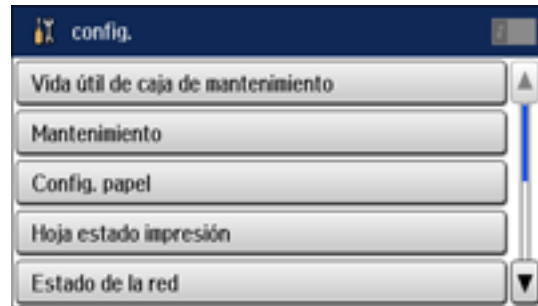 config.
Vida útil de caja de mantenimiento
Mantenimiento
Config. papel
Hoja estado impresión
Estado de la red